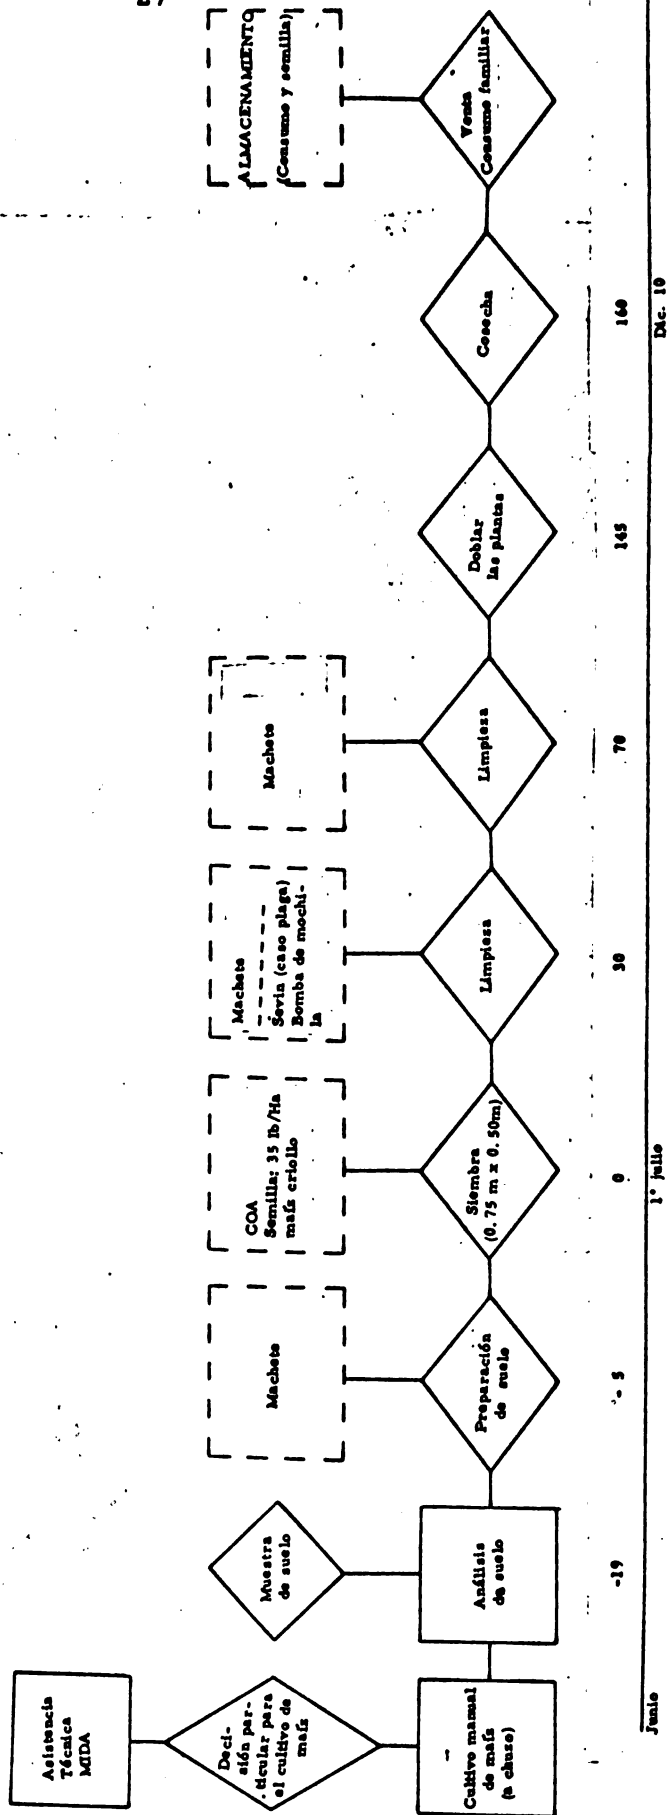 Asistencia
Técnica
MIDA
Deci-
sión par-
ticular para
el cultivo de
maíz
Cultivo manual
de maíz
(a chuzo)
Muestra
de suelo
Análisis
de suelo
Machete
Preparación
de suelo
COA
Semilla: 35 lb/Ha
maíz criollo
Siembra
(0.75 m x 0.50m)
Machete
Sevin (caso plaga)
Bomba de mochi-
la
Limpieza
Machete
Limpieza
Doblar
las plantas
Cosecha
ALMACENAMIENTO
(Consumo y semilla)
Venta
Consumo familiar
-19
- 5
0
30
70
145
160
Junio
1° julio
Dic. 10